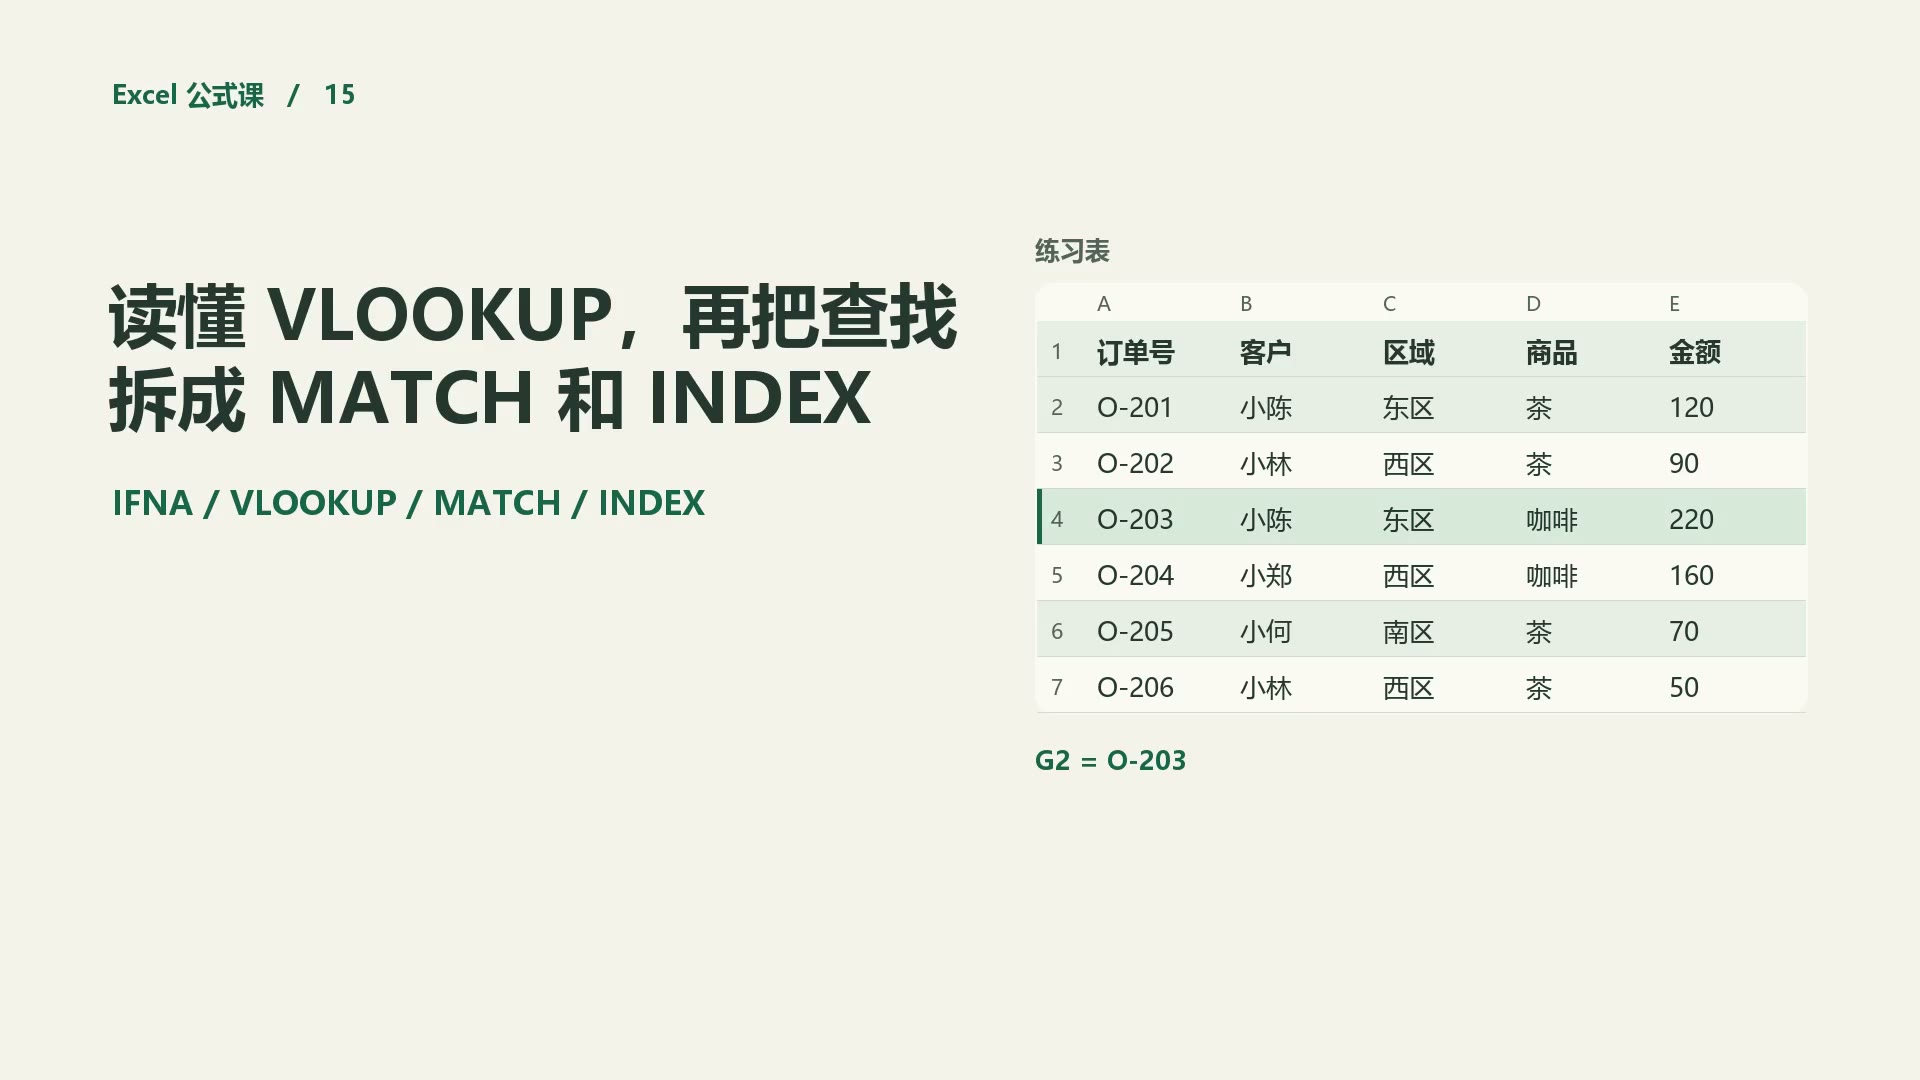 Excel 公式课 / 15
读懂 VLOOKUP，再把查找
拆成 MATCH 和 INDEX
IFNA / VLOOKUP / MATCH / INDEX
练习表
A B C D E
1 订单号 客户 区域 商品 金额
2 O-201 小陈 东区 茶 120
3 O-202 小林 西区 茶 90
4 O-203 小陈 东区 咖啡 220
5 O-204 小郑 西区 咖啡 160
6 O-205 小何 南区 茶 70
7 O-206 小林 西区 茶 50
G2 = O-203